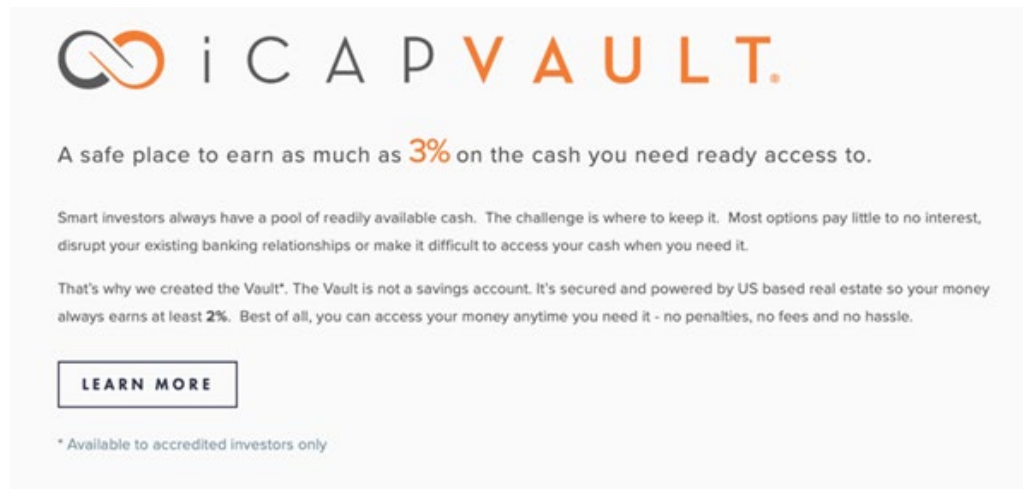 iCAPVAULT®
A safe place to earn as much as 3% on the cash you need ready access to.
Smart investors always have a pool of readily available cash. The challenge is where to keep it. Most options pay little to no interest,
disrupt your existing banking relationships or make it difficult to access your cash when you need it.
That's why we created the Vault*. The Vault is not a savings account. It's secured and powered by US based real estate so your money
always earns at least 2%. Best of all, you can access your money anytime you need it - no penalties, no fees and no hassle.
LEARN MORE
* Available to accredited investors only